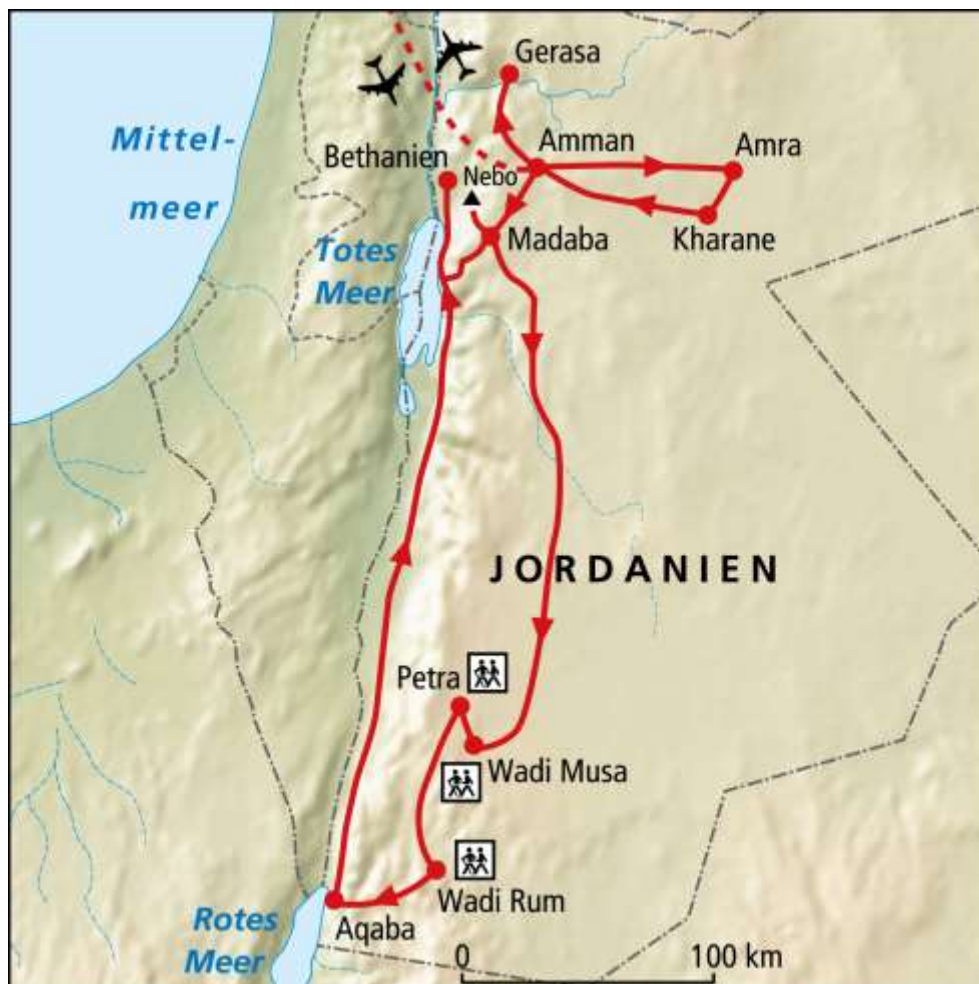 Gerasa
Mittel-
meer
Bethanien
Amman
Amra
Nebo
Madaba
Kharane
Totes
Meer
JORDANIEN
Petra
Wadi Musa
Wadi Rum
Aqaba
Rotes
Meer
0 100 km